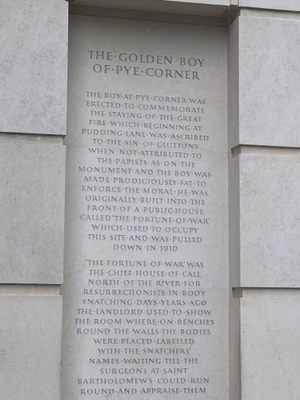 THE·GOLDEN·BOY
OF·PYE·CORNER
THE·BOY·AT·PYE·CORNER·WAS
ERECTED·TO·COMMEMORATE
THE·STAYING·OF·THE·GREAT
FIRE·WHICH·BEGINNING·AT
PUDDING·LANE·WAS·ASCRIBED
TO·THE·SIN·OF·GLUTTONY
WHEN·NOT·ATTRIBUTED·TO
THE·PAPISTS·AS·ON·THE
MONUMENT·AND·THE·BOY·WAS
MADE·PRODIGIOUSLY·FAT·TO
ENFORCE·THE·MORAL·HE·WAS
ORIGINALLY·BUILT·INTO·THE
FRONT·OF·A·PUBLIC·HOUSE
CALLED·'THE·FORTUNE·OF·WAR'
WHICH·USED·TO·OCCUPY
THIS·SITE·AND·WAS·PULLED
DOWN·IN·1910
'THE·FORTUNE·OF·WAR'·WAS
THE·CHIEF·HOUSE·OF·CALL
NORTH·OF·THE·RIVER·FOR
RESURRECTIONISTS·IN·BODY
SNATCHING·DAYS·YEARS·AGO
THE·LANDLORD·USED·TO·SHOW
THE·ROOM·WHERE·ON·BENCHES
ROUND·THE·WALLS·THE·BODIES
WERE·PLACED·LABELLED
WITH·THE·SNATCHERS'
NAMES·WAITING·TILL·THE
SURGEONS·AT·SAINT
BARTHOLOMEW'S·COULD·RUN
ROUND·AND·APPRAISE·THEM